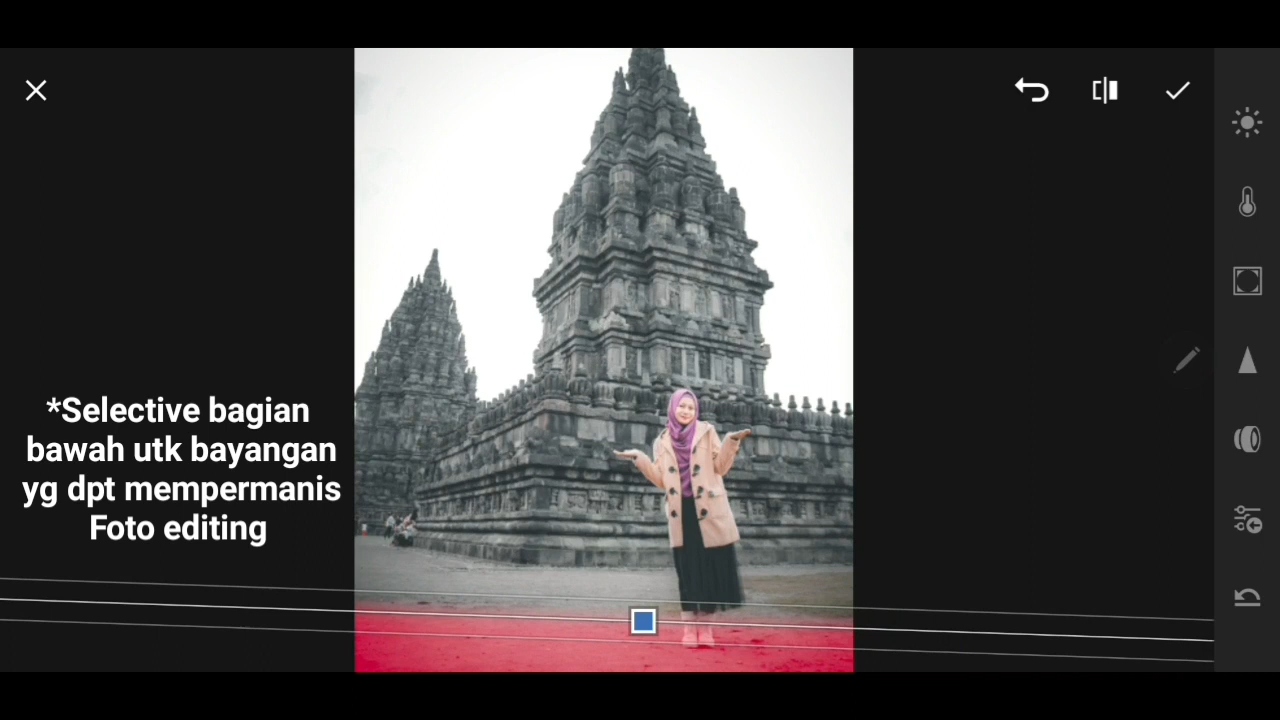 *Selective bagian
bawah utk bayangan
yg dpt mempermanis
Foto editing